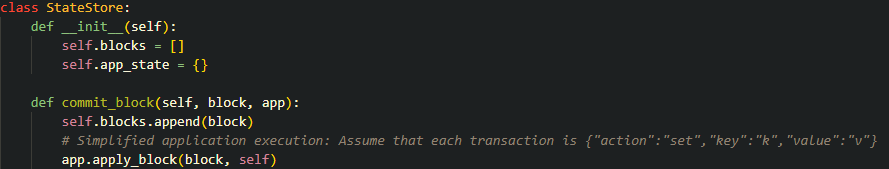 class StateStore:
    def __init__(self):
        self.blocks = []
        self.app_state = {}

    def commit_block(self, block, app):
        self.blocks.append(block)
        # Simplified application execution: Assume that each transaction is {"action":"set","key":"k","value":"v"}
        app.apply_block(block, self)